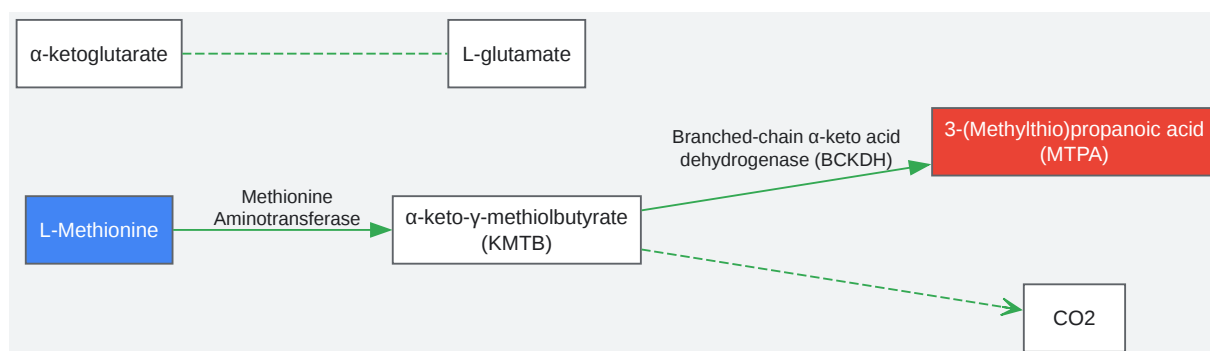 α-ketoglutarate
L-glutamate
Branched-chain α-keto acid
dehydrogenase (BCKDH)
3-(Methylthio)propanoic acid
(MTPA)
Methionine
Aminotransferase
L-Methionine
α-keto-γ-methiolbutyrate
(KMTB)
CO2